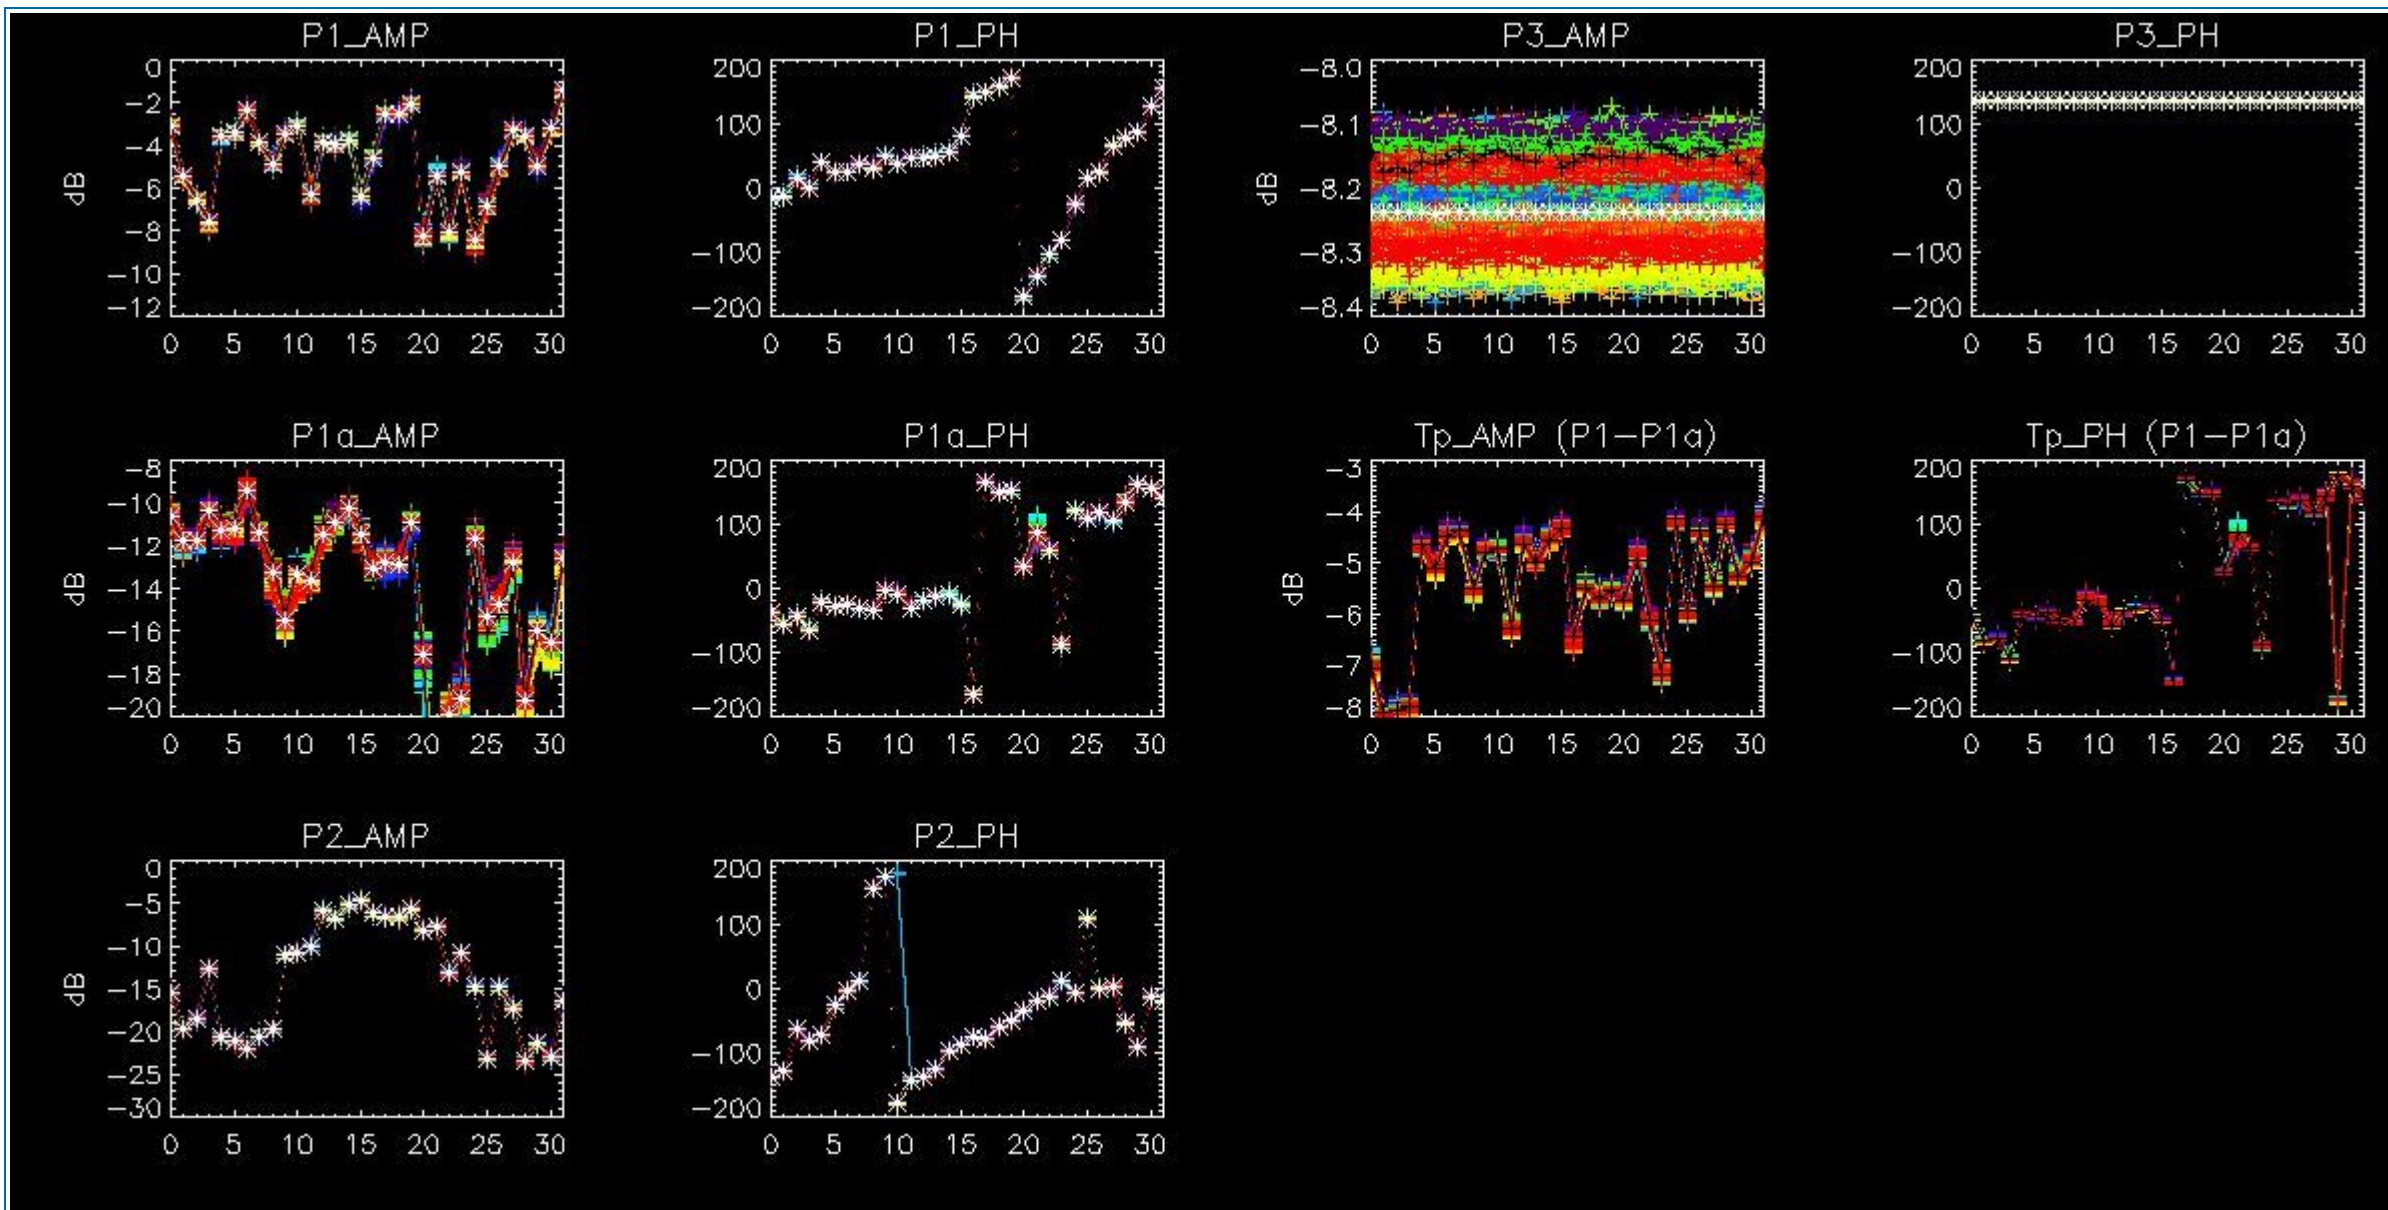 P1_AMP P1_PH P3_AMP P3_PH
0 200 -8.0 200
-2
-4 100 -8.1 100
dB -6 0 dB -8.2 0
-8
-10 -100 -8.3 -100
-12 -200 -8.4 -200
0 5 10 15 20 25 30 0 5 10 15 20 25 30 0 5 10 15 20 25 30 0 5 10 15 20 25 30
P1a_AMP P1a_PH Tp_AMP (P1-P1a) Tp_PH (P1-P1a)
-8 200 -3 200
-10 100 -4 100
-12
dB -14 0 dB -5 0
-16 -6
-18 -100 -7 -100
-20 -200 -8 -200
0 5 10 15 20 25 30 0 5 10 15 20 25 30 0 5 10 15 20 25 30 0 5 10 15 20 25 30
P2_AMP P2_PH
0 200
-5 100
-10
dB -15 0
-20 -100
-25
-30 -200
0 5 10 15 20 25 30 0 5 10 15 20 25 30